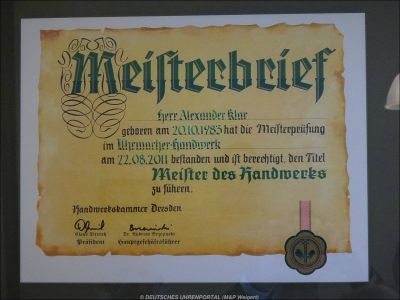 Meisterbrief
Herr Alexander Klar
geboren am 20.10.1983 hat die Meisterprüfung
im Uhrmacher-Handwerk
am 22.08.2011 bestanden und ist berechtigt, den Titel
Meister des Handwerks
zu führen.
Handwerkskammer Dresden
Präsident Hauptgeschäftsführer
© DEUTSCHES UHRENPORTAL (M&P Weigert)